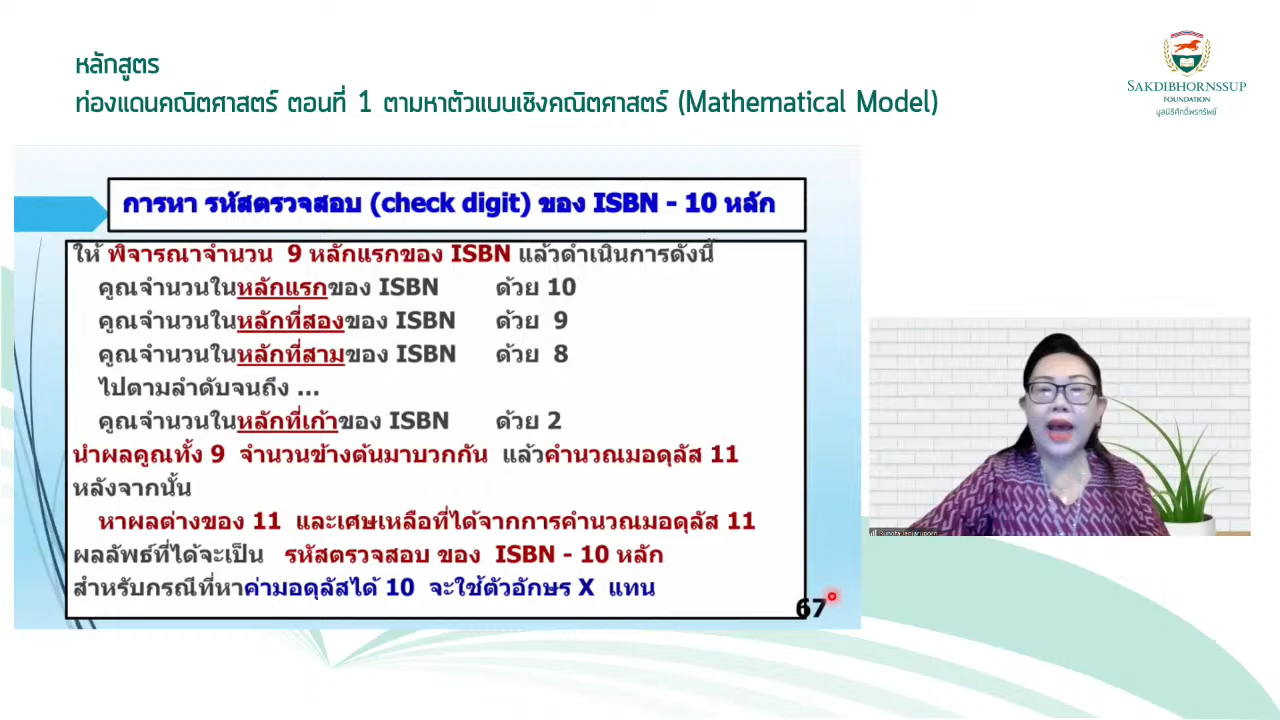 หลักสูตร
ท่องแดนคณิตศาสตร์ ตอนที่ 1 ตามหาตัวแบบเชิงคณิตศาสตร์ (Mathematical Model)
SAKDIBHORNSSUP
FOUNDATION
มูลนิธิศักดิ์พรทรัพย์
การหา รหัสตรวจสอบ (check digit) ของ ISBN - 10 หลัก
ให้ พิจารณาจำนวน 9 หลักแรกของ ISBN แล้วดำเนินการดังนี้
คูณจำนวนในหลักแรกของ ISBN ด้วย 10
คูณจำนวนในหลักที่สองของ ISBN ด้วย 9
คูณจำนวนในหลักที่สามของ ISBN ด้วย 8
ไปตามลำดับจนถึง ...
คูณจำนวนในหลักที่เก้าของ ISBN ด้วย 2
นำผลคูณทั้ง 9 จำนวนข้างต้นมาบวกกัน แล้วคำนวณมอดุลัส 11
หลังจากนั้น
หาผลต่างของ 11 และเศษเหลือที่ได้จากการคำนวณมอดุลัส 11
ผลลัพธ์ที่ได้จะเป็น รหัสตรวจสอบ ของ ISBN - 10 หลัก
สำหรับกรณีที่หาค่ามอดุลัสได้ 10 จะใช้ตัวอักษร X แทน
67